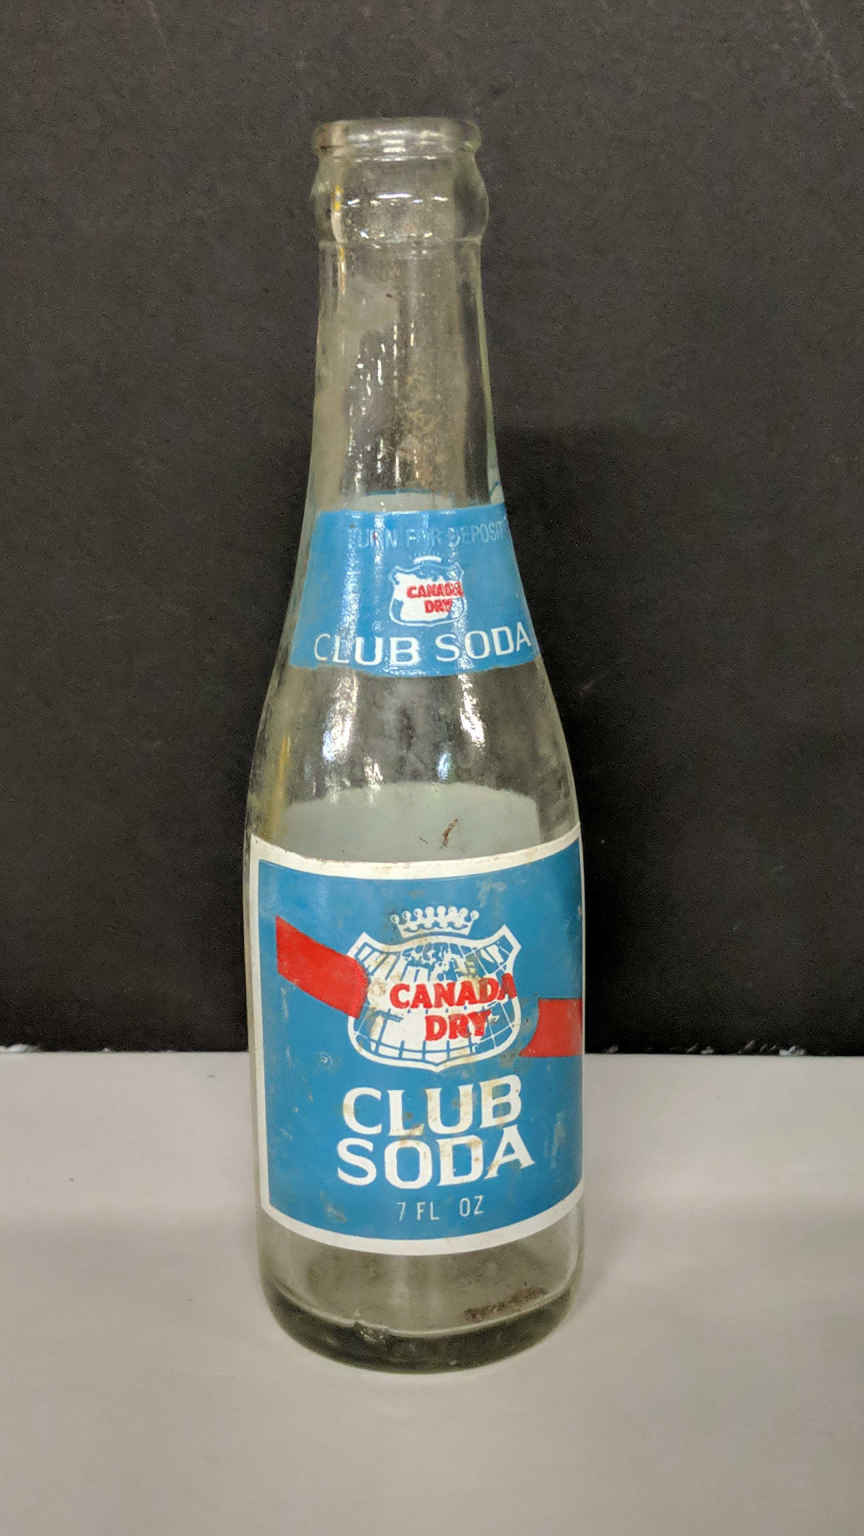 TURN FOR DEPOSIT
CANADA
DRY
CLUB SODA
CANADA
DRY
CLUB
SODA
7 FL OZ